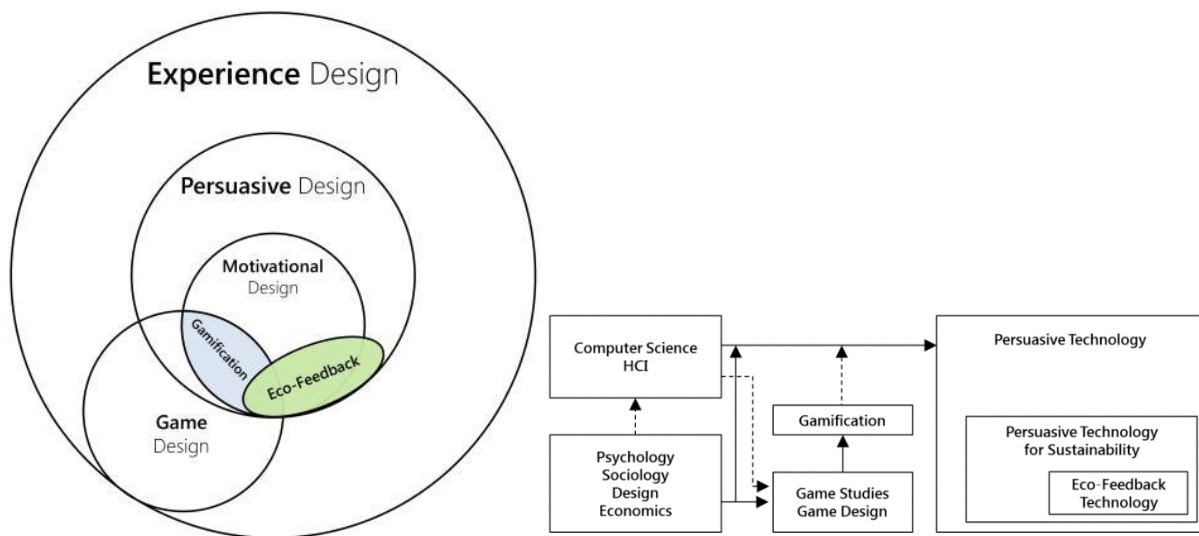 Experience Design
Persuasive Design
Motivational
Design
Gamification
Eco-Feedback
Game
Design
Computer Science
HCI
Psychology
Sociology
Design
Economics
Gamification
Game Studies
Game Design
Persuasive Technology
Persuasive Technology
for Sustainability
Eco-Feedback
Technology